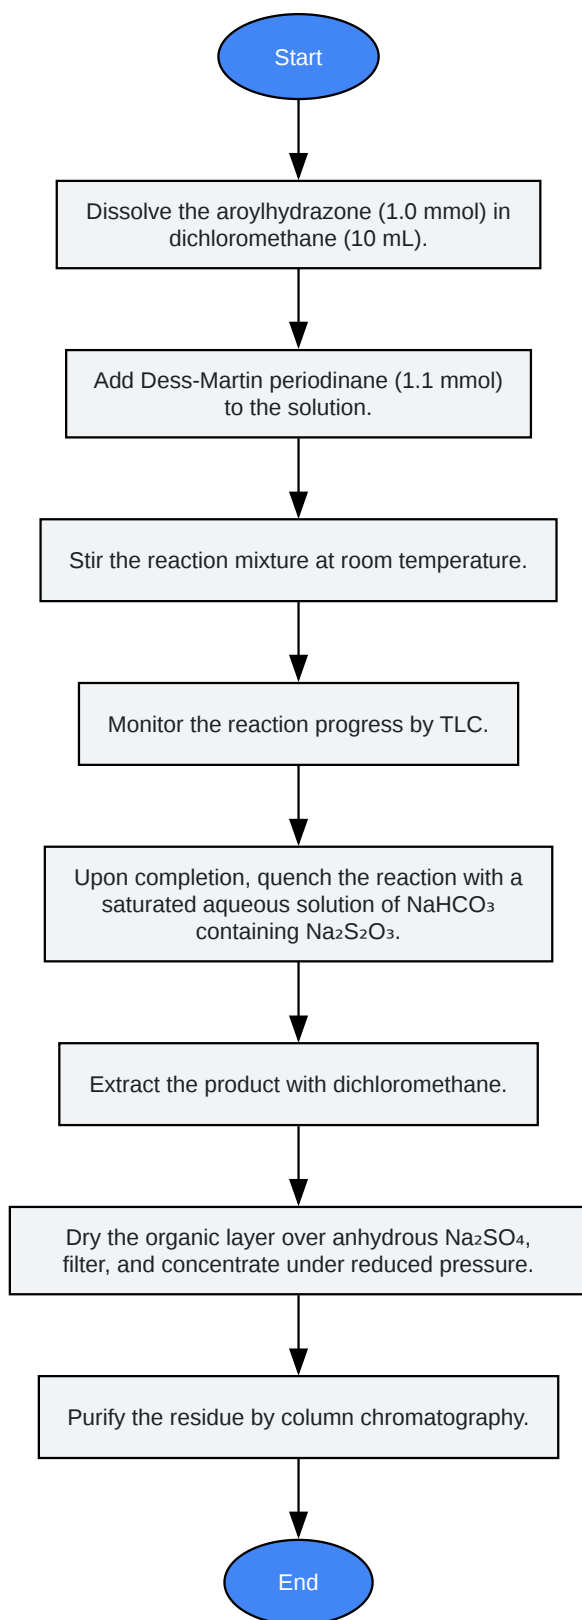 Start
Dissolve the aroylhydrazone (1.0 mmol) in
dichloromethane (10 mL).
Add Dess-Martin periodinane (1.1 mmol)
to the solution.
Stir the reaction mixture at room temperature.
Monitor the reaction progress by TLC.
Upon completion, quench the reaction with a
saturated aqueous solution of NaHCO₃
containing Na₂S₂O₃.
Extract the product with dichloromethane.
Dry the organic layer over anhydrous Na₂SO₄,
filter, and concentrate under reduced pressure.
Purify the residue by column chromatography.
End